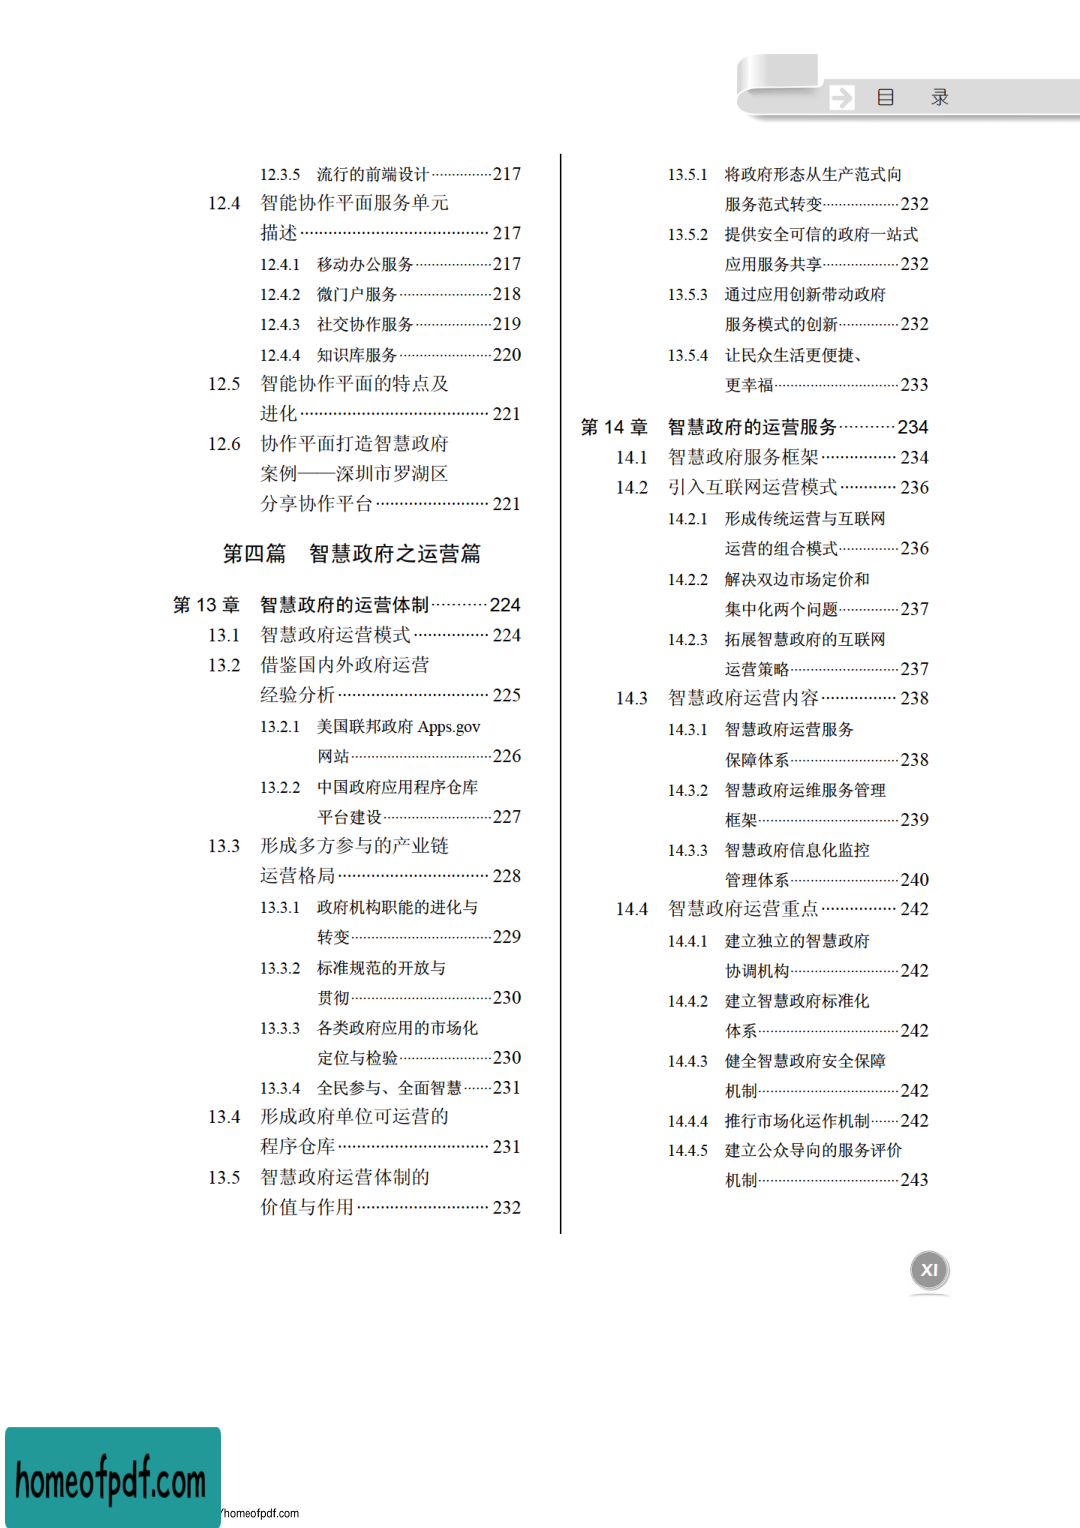 目 录
12.3.5 流行的前端设计···············217
12.4 智能协作平面服务单元
描述········································217
12.4.1 移动办公服务···················217
12.4.2 微门户服务·······················218
12.4.3 社交协作服务···················219
12.4.4 知识库服务·······················220
12.5 智能协作平面的特点及
进化········································221
12.6 协作平面打造智慧政府
案例——深圳市罗湖区
分享协作平台························221
第四篇 智慧政府之运营篇
第 13 章 智慧政府的运营体制···········224
13.1 智慧政府运营模式················224
13.2 借鉴国内外政府运营
经验分析································225
13.2.1 美国联邦政府 Apps.gov
网站···································226
13.2.2 中国政府应用程序仓库
平台建设···························227
13.3 形成多方参与的产业链
运营格局································228
13.3.1 政府机构职能的进化与
转变···································229
13.3.2 标准规范的开放与
贯彻···································230
13.3.3 各类政府应用的市场化
定位与检验·······················230
13.3.4 全民参与、全面智慧·······231
13.4 形成政府单位可运营的
程序仓库································231
13.5 智慧政府运营体制的
价值与作用····························232
13.5.1 将政府形态从生产范式向
服务范式转变···················232
13.5.2 提供安全可信的政府一站式
应用服务共享···················232
13.5.3 通过应用创新带动政府
服务模式的创新···············232
13.5.4 让民众生活更便捷、
更幸福·······························233
第 14 章 智慧政府的运营服务···········234
14.1 智慧政府服务框架················234
14.2 引入互联网运营模式············236
14.2.1 形成传统运营与互联网
运营的组合模式···············236
14.2.2 解决双边市场定价和
集中化两个问题···············237
14.2.3 拓展智慧政府的互联网
运营策略···························237
14.3 智慧政府运营内容················238
14.3.1 智慧政府运营服务
保障体系···························238
14.3.2 智慧政府运维服务管理
框架···································239
14.3.3 智慧政府信息化监控
管理体系···························240
14.4 智慧政府运营重点················242
14.4.1 建立独立的智慧政府
协调机构···························242
14.4.2 建立智慧政府标准化
体系···································242
14.4.3 健全智慧政府安全保障
机制···································242
14.4.4 推行市场化运作机制·······242
14.4.5 建立公众导向的服务评价
机制···································243
XI
homeofpdf.com
/homeofpdf.com